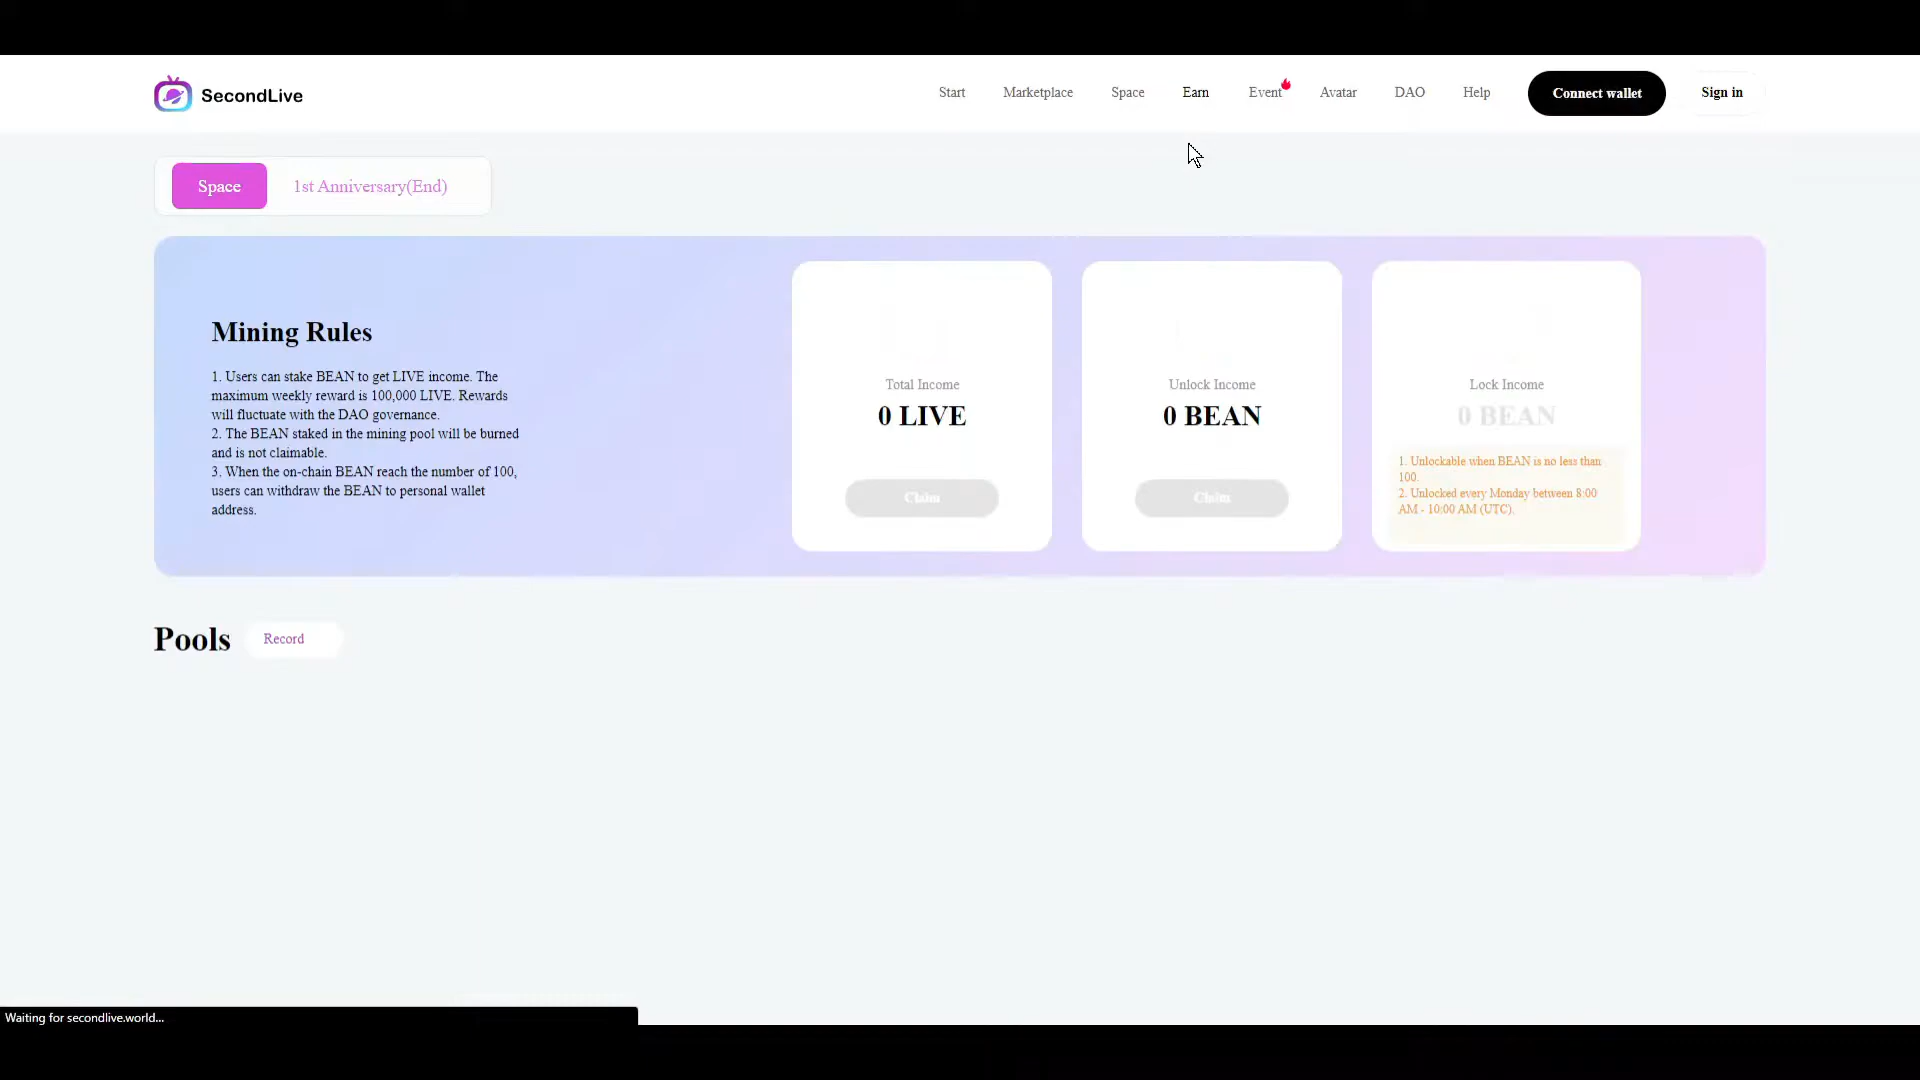 SecondLive
Start
Marketplace
Space
Earn
Event
Avatar
DAO
Help
Connect wallet
Sign in
Space
1st Anniversary(End)
Mining Rules
1. Users can stake BEAN to get LIVE income. The
maximum weekly reward is 100,000 LIVE. Rewards
will fluctuate with the DAO governance.
2. The BEAN staked in the mining pool will be burned
and is not claimable.
3. When the on-chain BEAN reach the number of 100,
users can withdraw the BEAN to personal wallet
address.
Total Income
0 LIVE
Claim
Unlock Income
0 BEAN
Claim
Lock Income
0 BEAN
1. Unlockable when BEAN is no less than
100.
2. Unlocked every Monday between 8:00
AM - 10:00 AM (UTC).
Pools
Record
Waiting for secondlive.world...